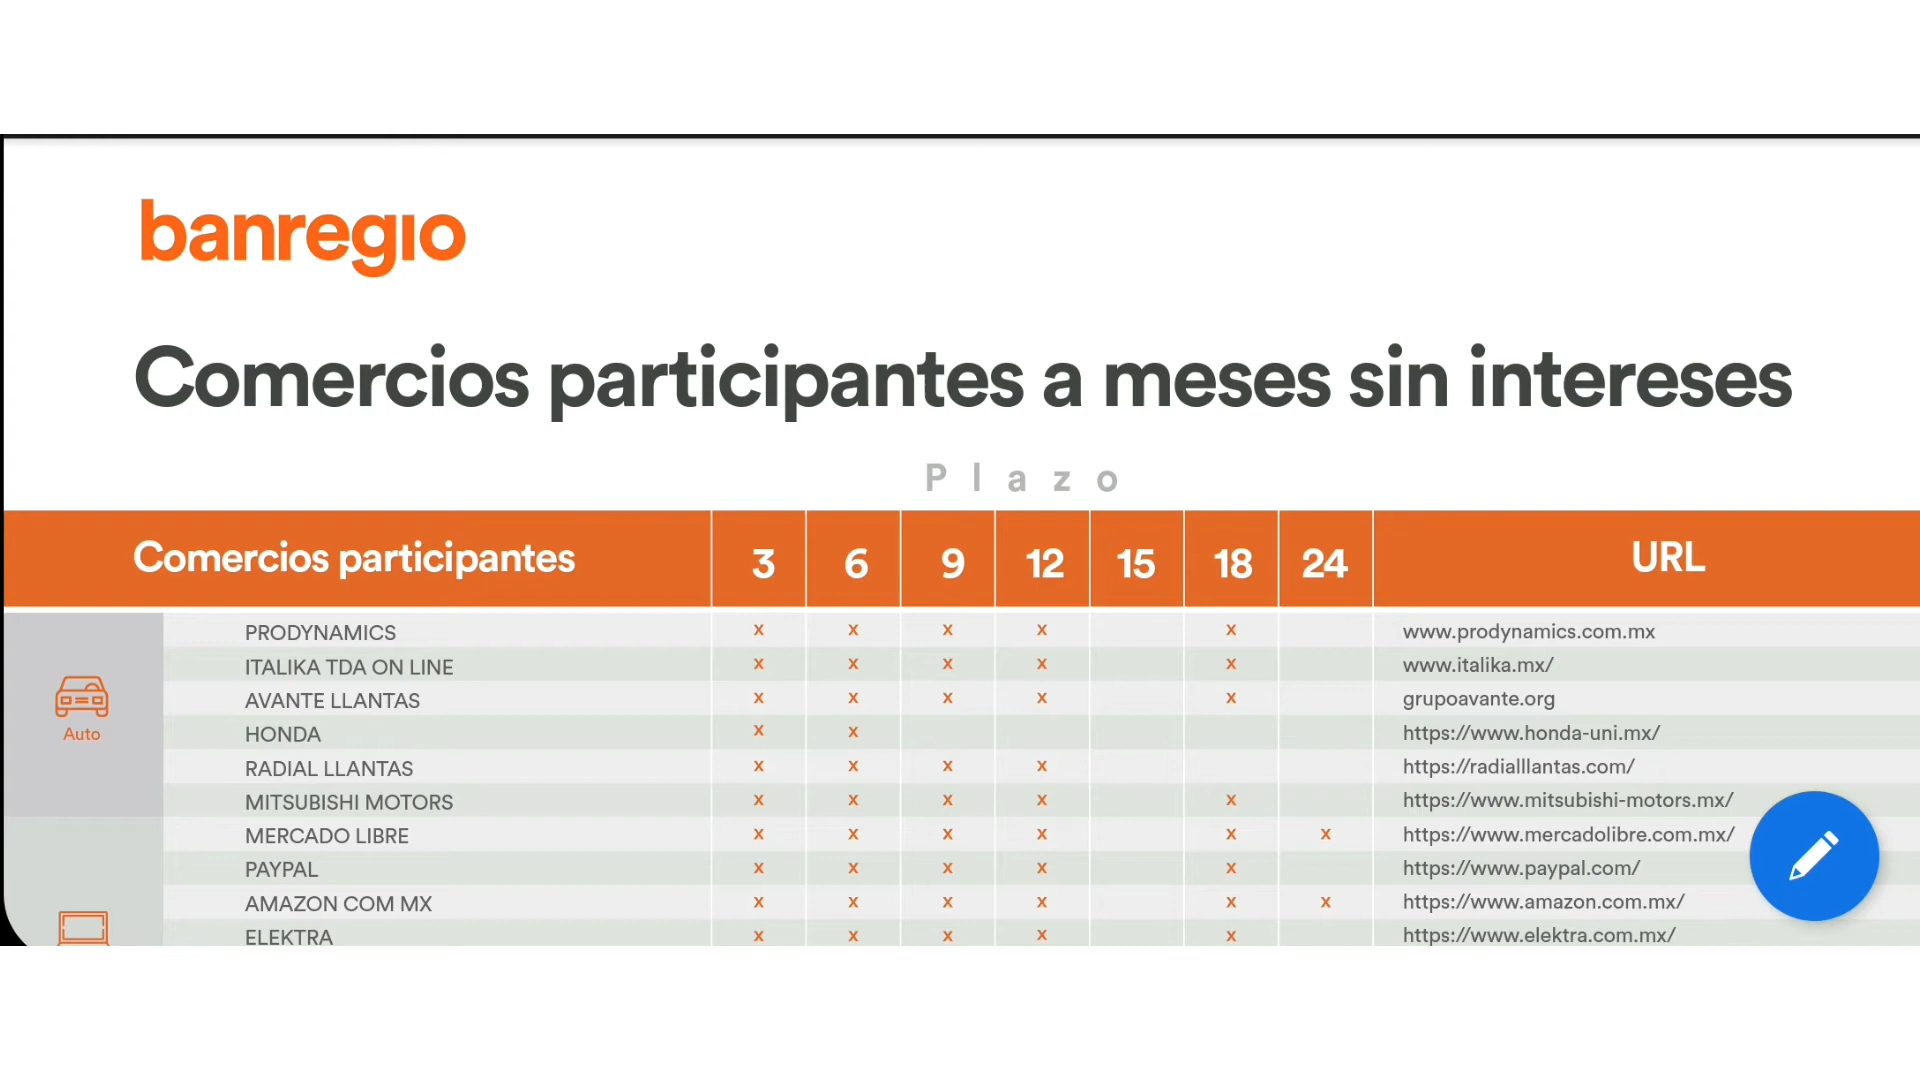 banregio
Comercios participantes a meses sin intereses
Plazo
Comercios participantes 3 6 9 12 15 18 24 URL
PRODYNAMICS x x x x x www.prodynamics.com.mx
ITALIKA TDA ON LINE x x x x x www.italika.mx/
AVANTE LLANTAS x x x x x grupoavante.org
Auto
HONDA x x https://www.honda-uni.mx/
RADIAL LLANTAS x x x x https://radialllantas.com/
MITSUBISHI MOTORS x x x x x https://www.mitsubishi-motors.mx/
MERCADO LIBRE x x x x x x https://www.mercadolibre.com.mx/
PAYPAL x x x x x https://www.paypal.com/
AMAZON COM MX x x x x x x https://www.amazon.com.mx/
ELEKTRA x x x x x https://www.elektra.com.mx/